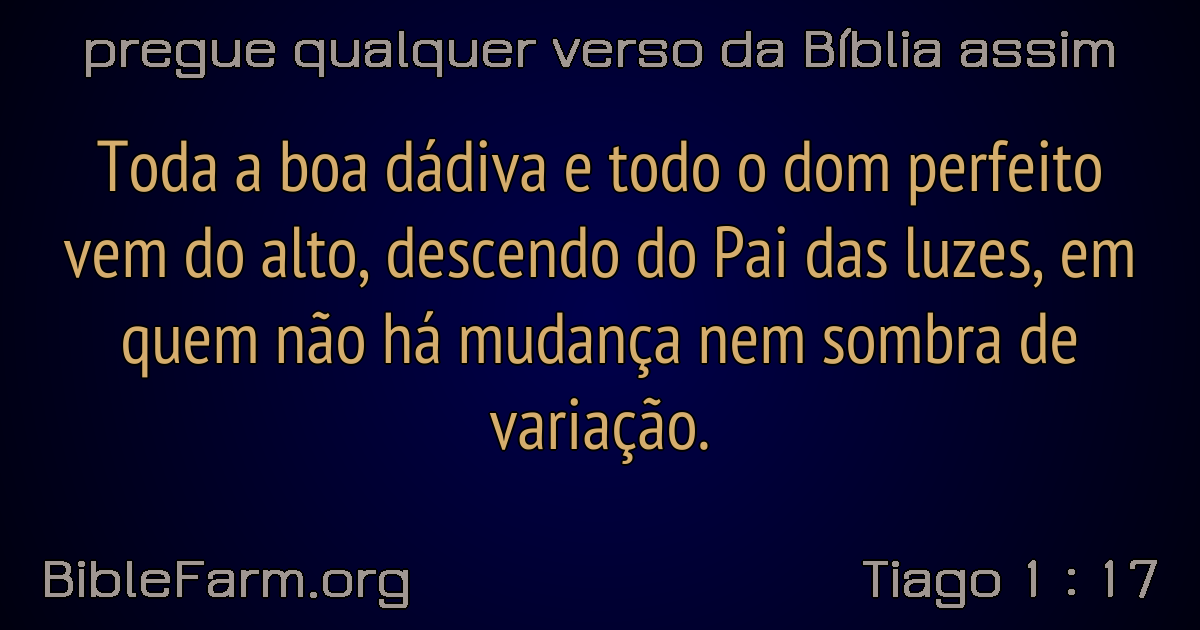 pregue qualquer verso da Bíblia assim
Toda a boa dádiva e todo o dom perfeito
vem do alto, descendo do Pai das luzes, em
quem não há mudança nem sombra de
variação.
BibleFarm.org
Tiago 1 : 17